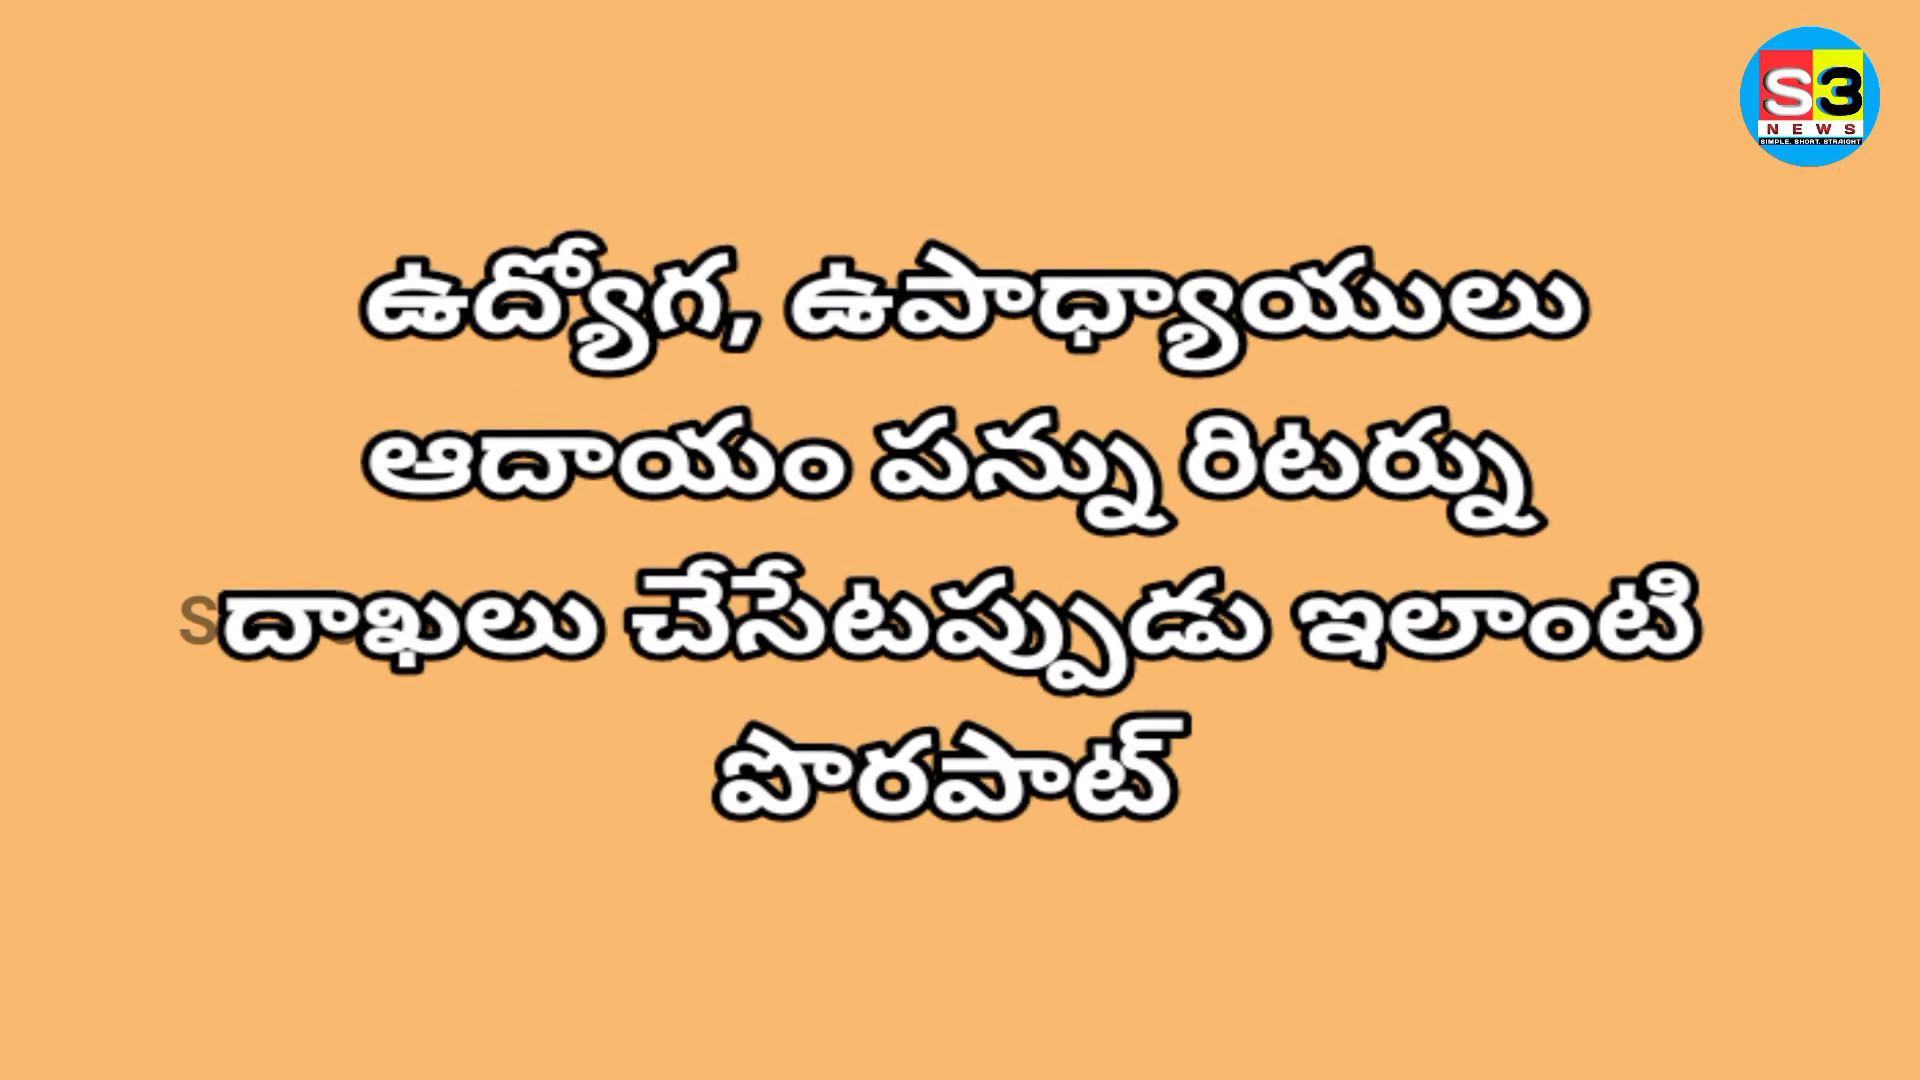 S3
NEWS
SIMPLE. SHORT. STRAIGHT
ఉద్యోగ, ఉపాధ్యాయులు
ఆదాయం పన్ను రిటర్ను
S
దాఖలు చేసేటప్పుడు ఇలాంటి
పొరపాట్